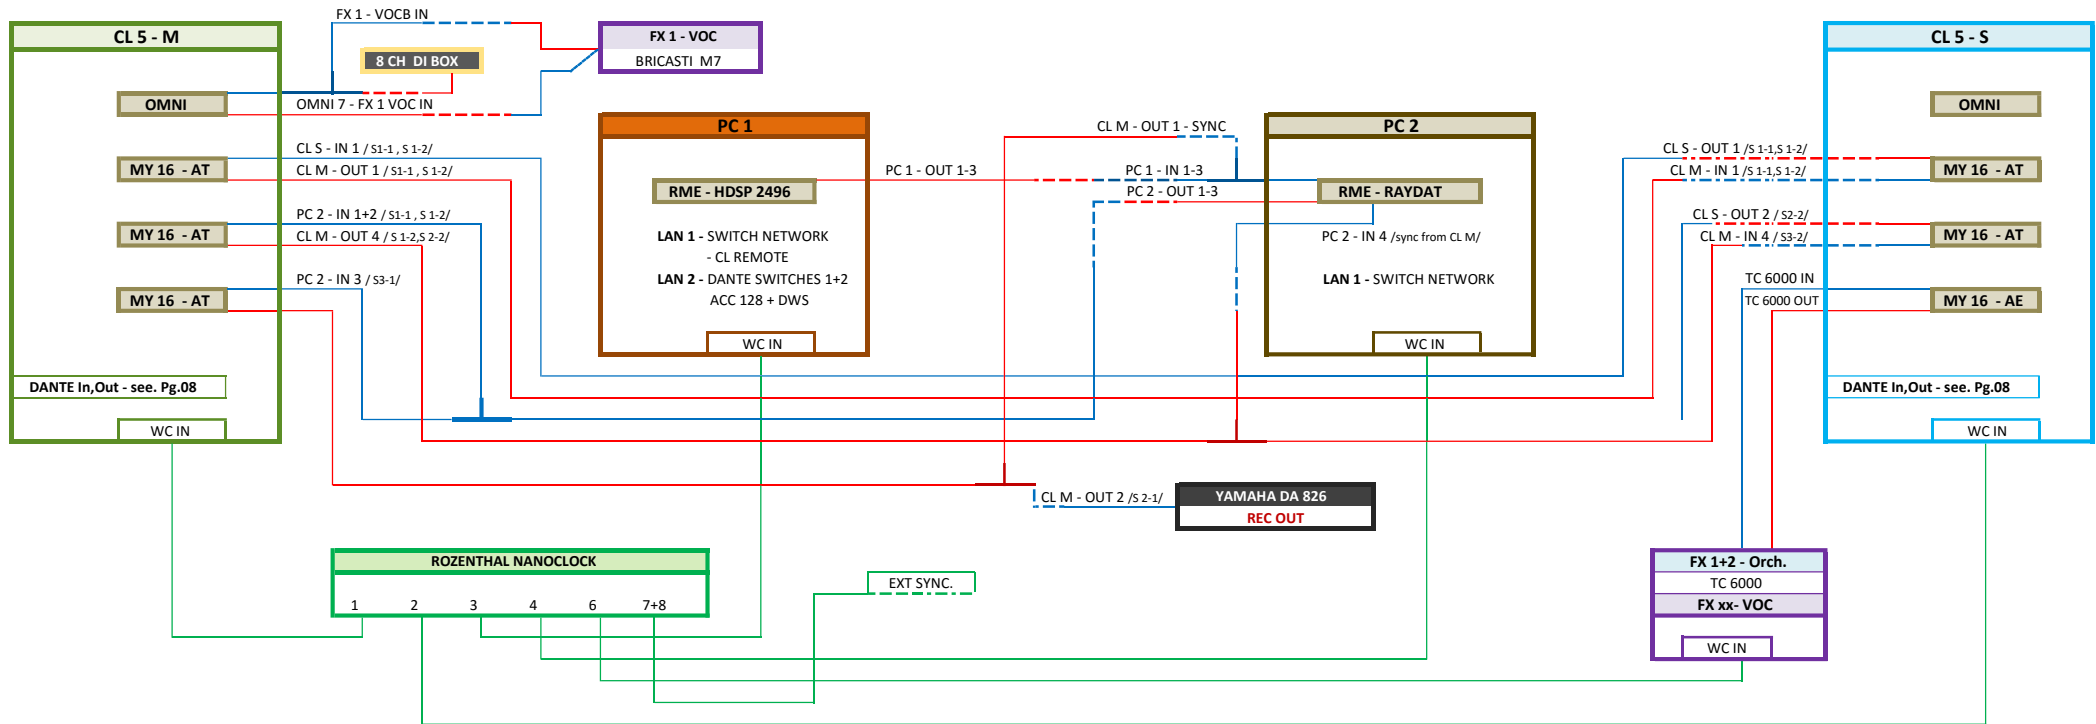 FX 1 - VOCB IN
CL 5 - M
8 CH  DI BOX
FX 1 - VOC
BRICASTI  M7
CL 5 - S
OMNI
OMNI 7 - FX 1 VOC IN
OMNI
PC 1
CL M - OUT 1 - SYNC
PC 2
CL S - IN 1 / S1-1 , S 1-2/
CL M - OUT 1 / S1-1 , S 1-2/
MY 16  - AT
PC 1 - OUT 1-3
PC 1 - IN 1-3
PC 2 - OUT 1-3
CL S - OUT 1 /S 1-1,S 1-2/
CL M - IN 1 /S 1-1,S 1-2/
MY 16  - AT
RME - HDSP 2496
RME - RAYDAT
PC 2 - IN 1+2 / S1-1 , S 1-2/
CL M - OUT 4 / S 1-2,S 2-2/
MY 16  - AT
CL S - OUT 2 / S2-2/
CL M - IN 4 / S3-2/
MY 16  - AT
LAN 1 - SWITCH NETWORK
- CL REMOTE
LAN 2 - DANTE SWITCHES 1+2
ACC 128 + DWS
PC 2 - IN 4 /sync from CL M/
LAN 1 - SWITCH NETWORK
PC 2 - IN 3 / S3-1/
MY 16  - AT
TC 6000 IN
TC 6000 OUT
MY 16  - AE
WC IN
WC IN
DANTE In,Out - see. Pg.08
DANTE In,Out - see. Pg.08
WC IN
WC IN
CL M - OUT 2 /S 2-1/
YAMAHA DA 826
REC OUT
ROZENTHAL NANOCLOCK
1 2 3 4 6 7+8
EXT SYNC.
FX 1+2 - Orch.
TC 6000
FX xx- VOC
WC IN